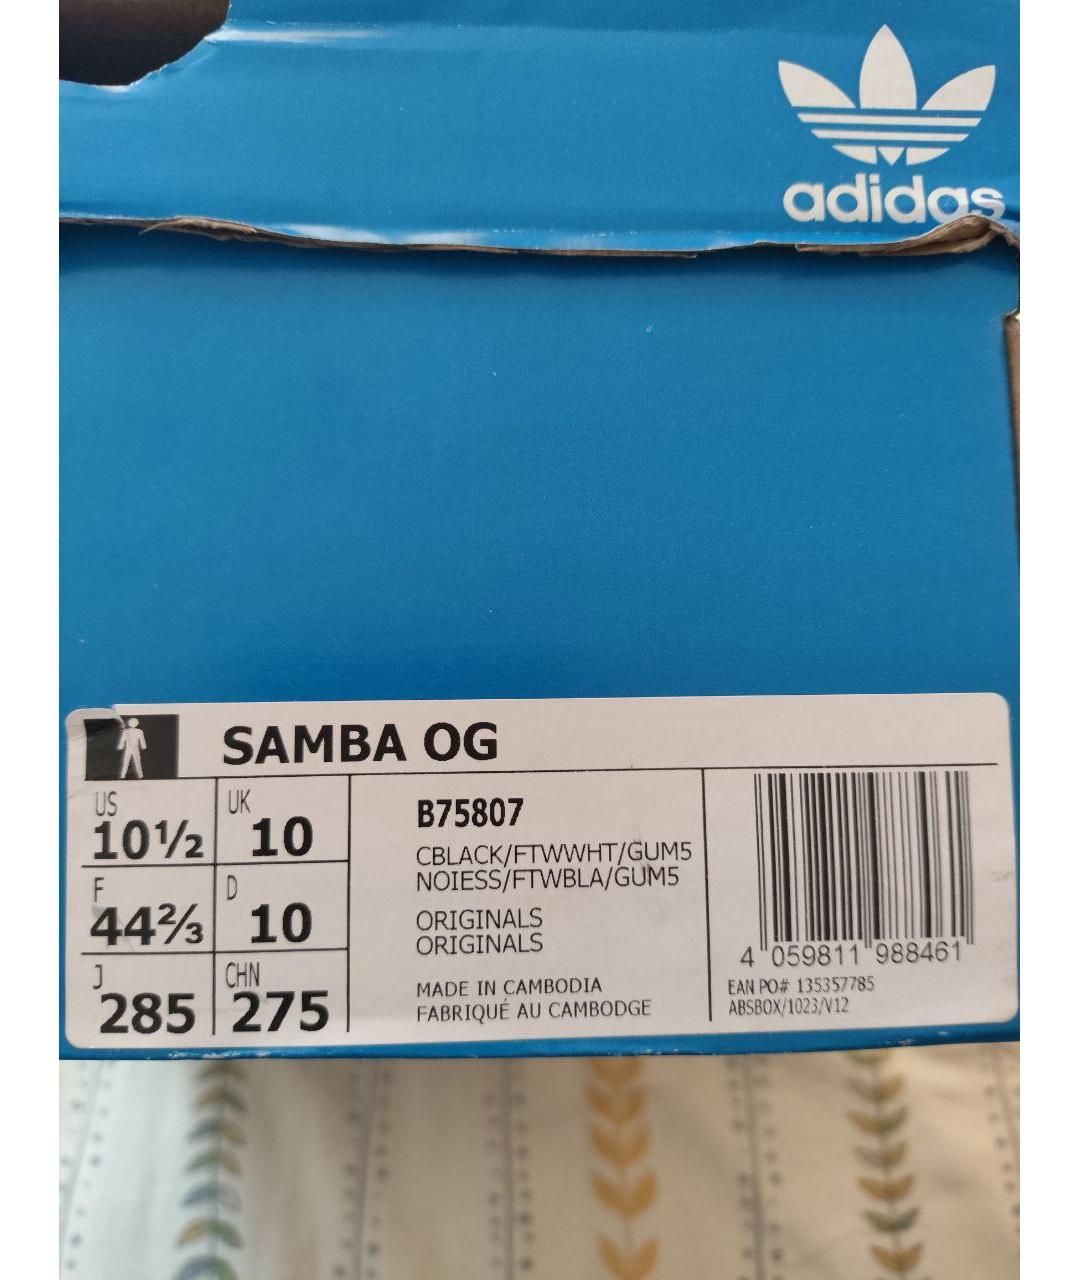 adidas
SAMBA OG
US
10½
UK
10
F
44⅔
D
10
J
285
CHN
275
B75807
CBLACK/FTWWHT/GUM5
NOIESS/FTWBLA/GUM5
ORIGINALS
ORIGINALS
MADE IN CAMBODIA
FABRIQUÉ AU CAMBODGE
4 059811 988461
EAN PO# 135357785
ABSBOX/1023/V12